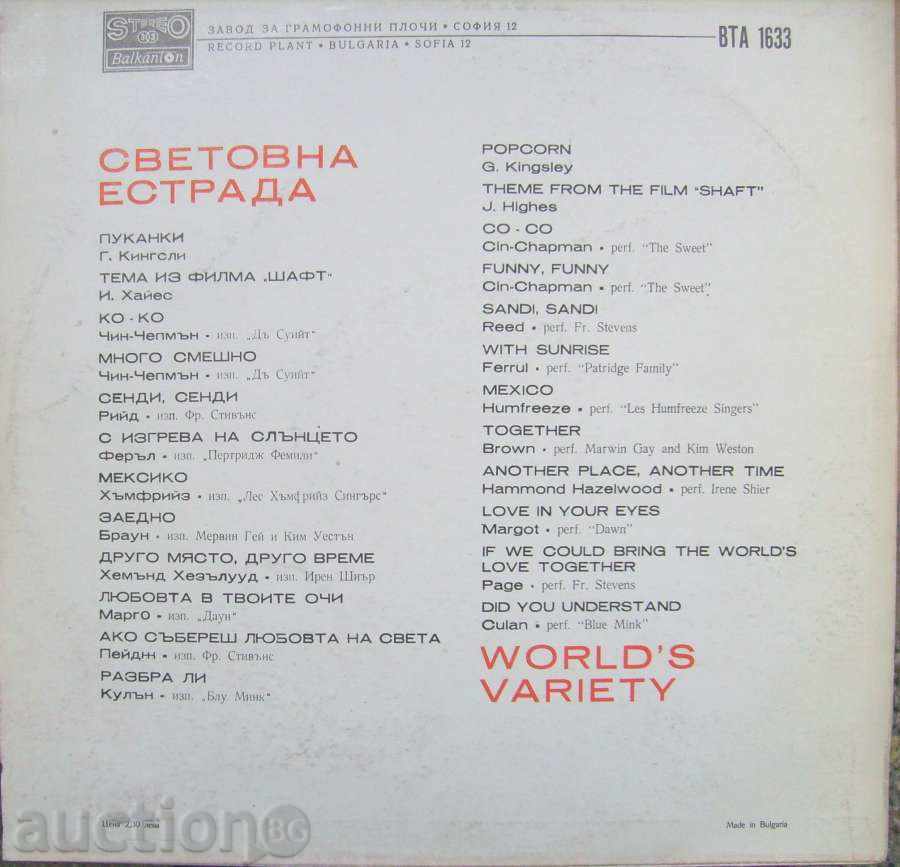 STEREO
33
Balkanton
ЗАВОД ЗА ГРАМОФОННИ ПЛОЧИ • СОФИЯ 12
RECORD PLANT • BULGARIA • SOFIA 12
ВТА 1633
СВЕТОВНА
ЕСТРАДА
ПУКАНКИ
Г. Кингсли
ТЕМА ИЗ ФИЛМА „ШАФТ“
И. Хайес
КО - КО
Чин-Чепмън • изп. „Дъ Суийт“
МНОГО СМЕШНО
Чин-Чепмън • изп. „Дъ Суийт“
СЕНДИ, СЕНДИ
Рийд • изп. Фр. Стивънс
С ИЗГРЕВА НА СЛЪНЦЕТО
Феръл • изп. „Пертридж Фемили“
МЕКСИКО
Хъмфрийз • изп. „Лес Хъмфрийз Сингърс“
ЗАЕДНО
Браун • изп. Мервин Гей и Ким Уестън
ДРУГО МЯСТО, ДРУГО ВРЕМЕ
Хемънд Хезълууд • изп. Ирен Шиър
ЛЮБОВТА В ТВОИТЕ ОЧИ
Марго • изп. „Даун“
АКО СЪБЕРЕШ ЛЮБОВТА НА СВЕТА
Пейдж • изп. Фр. Стивънс
РАЗБРА ЛИ
Кулън • изп. „Блу Минк“
POPCORN
G. Kingsley
THEME FROM THE FILM "SHAFT"
J. Highes
CO - CO
Cin-Chapman • perf. "The Sweet"
FUNNY, FUNNY
Cin-Chapman • perf. "The Sweet"
SANDI, SANDI
Reed • perf. Fr. Stevens
WITH SUNRISE
Ferrul • perf. "Patridge Family"
MEXICO
Humfreeze • perf. "Les Humfreeze Singers"
TOGETHER
Brown • perf. Marwin Gay and Kim Weston
ANOTHER PLACE, ANOTHER TIME
Hammond Hazelwood • perf. Irene Shier
LOVE IN YOUR EYES
Margot • perf. "Dawn"
IF WE COULD BRING THE WORLD'S
LOVE TOGETHER
Page • perf. Fr. Stevens
DID YOU UNDERSTAND
Culan • perf. "Blue Mink"
WORLD'S
VARIETY
Цена 2,30 лева
Made in Bulgaria
auction BG